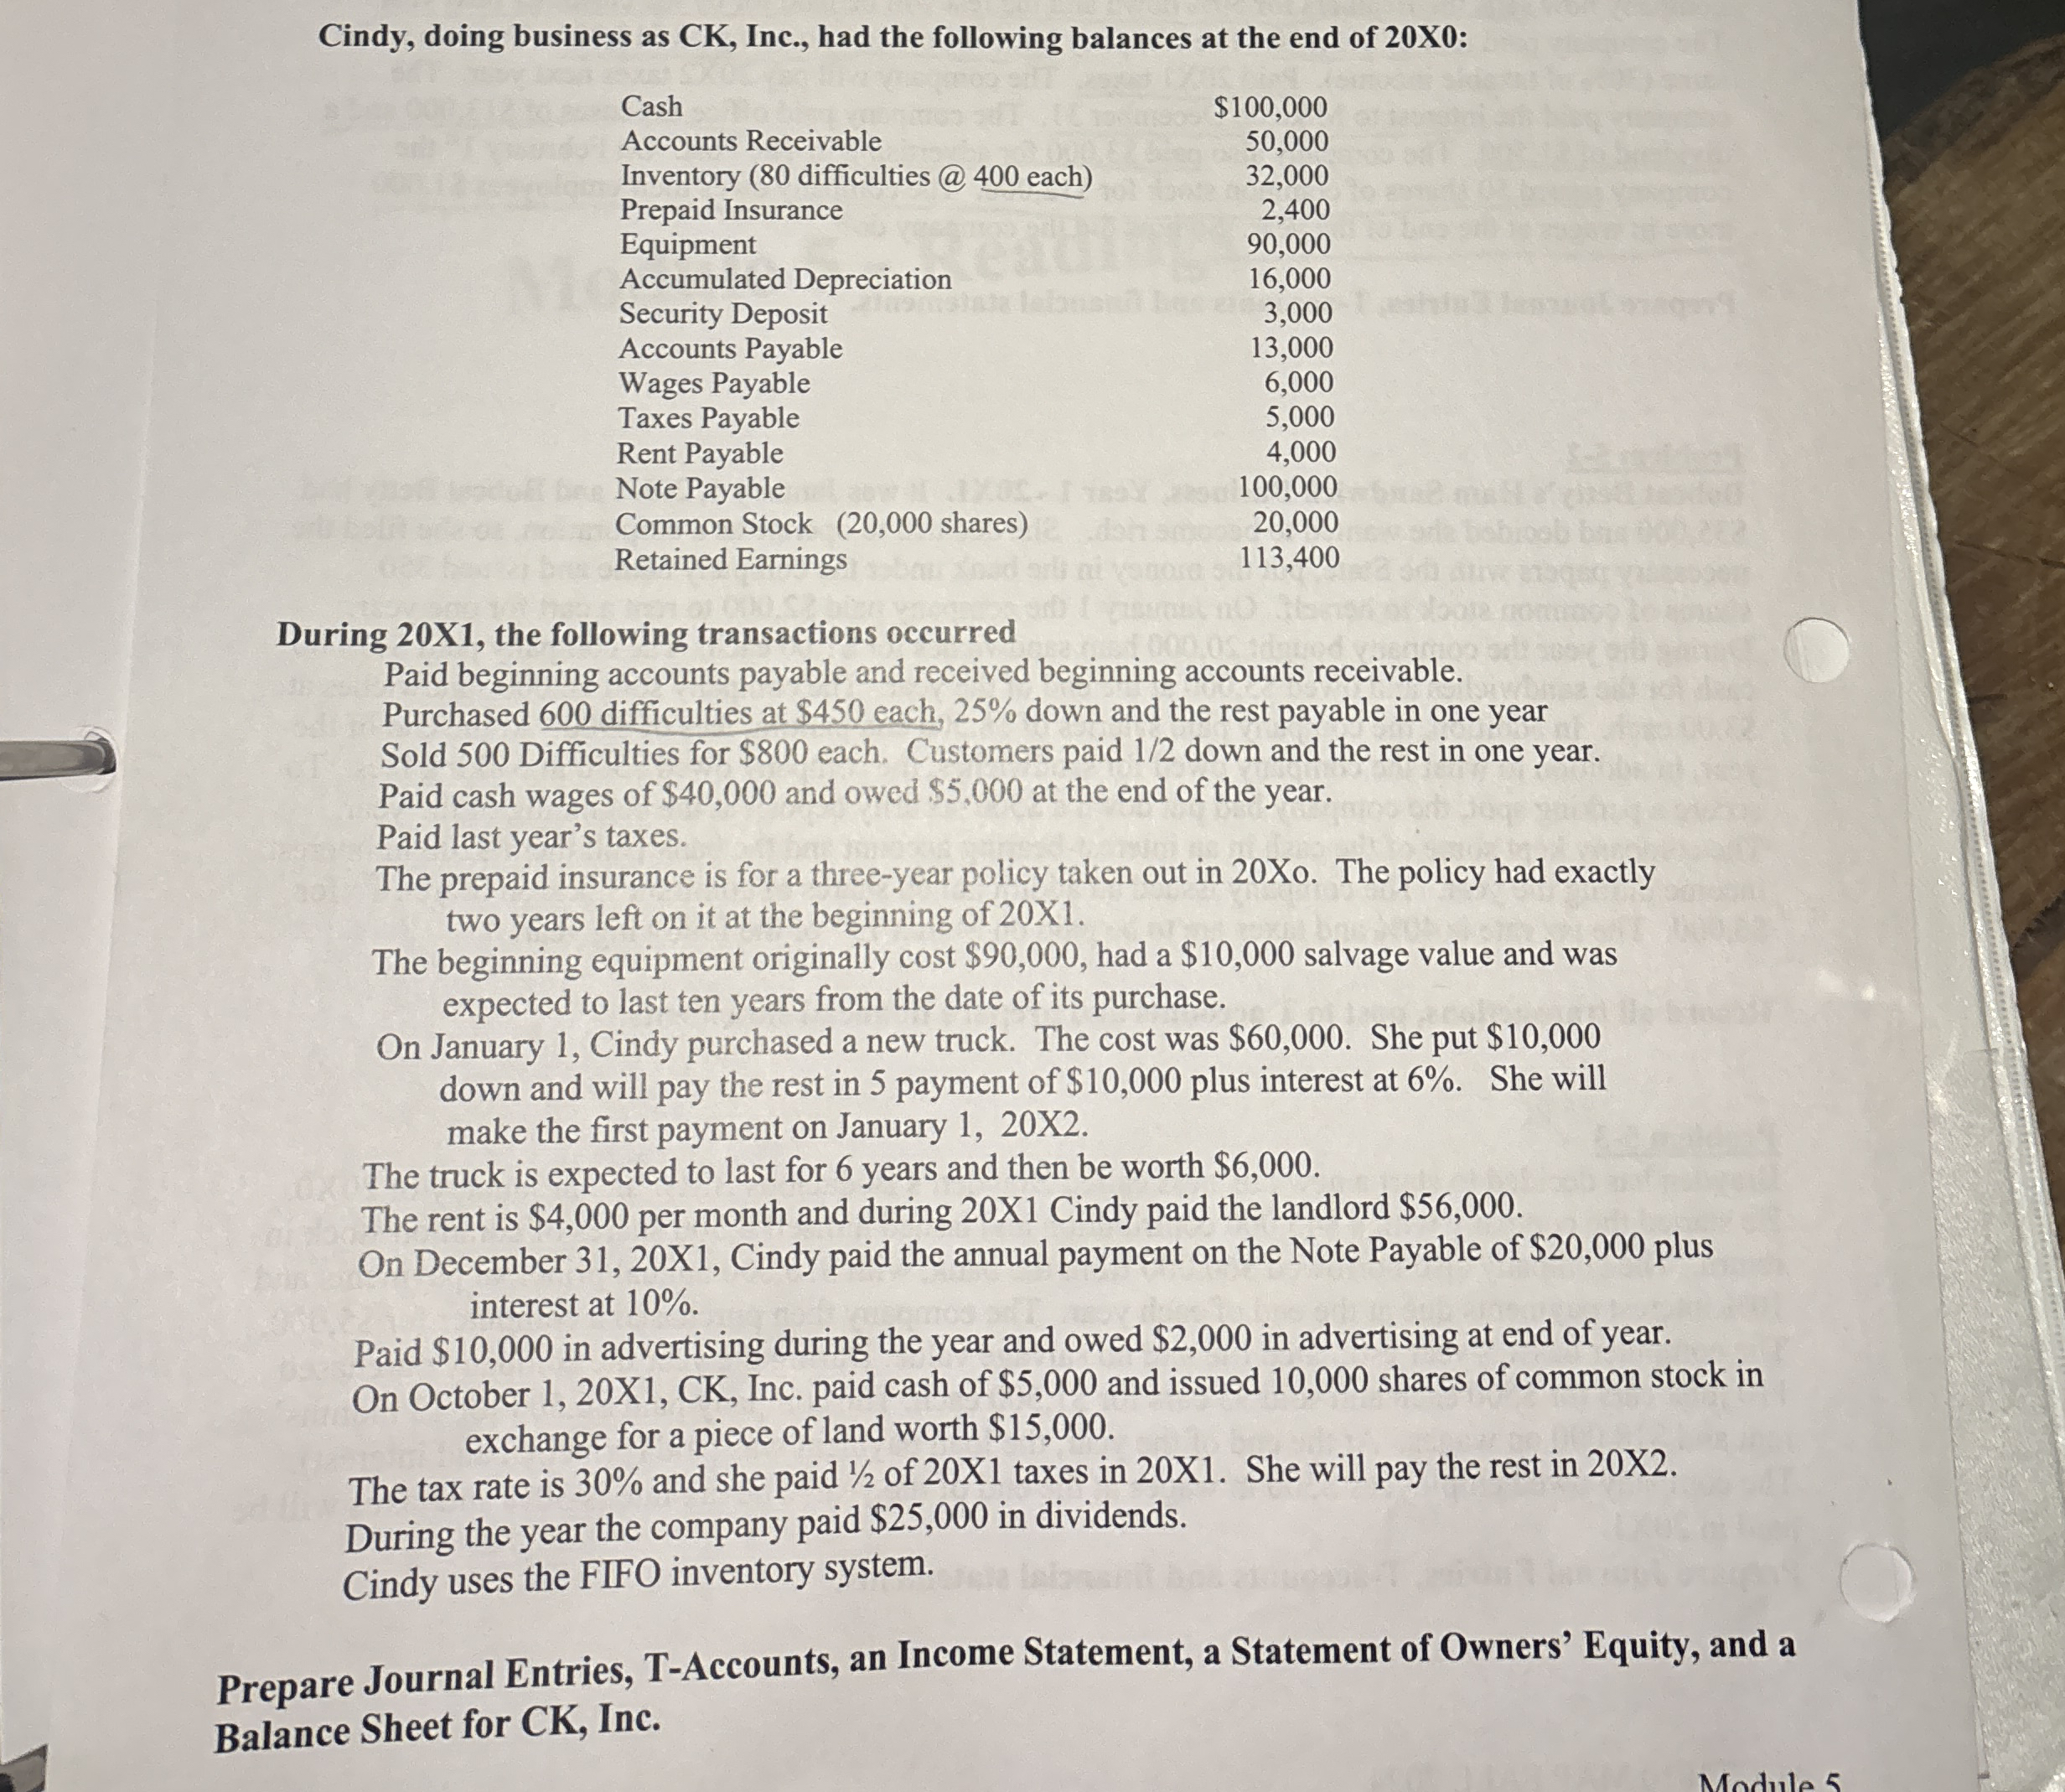 Cindy, doing business as CK, Inc., had the following balances at the end of 20X0:
Cash $100,000
Accounts Receivable 50,000
Inventory (80 difficulties @ 400 each) 32,000
Prepaid Insurance 2,400
Equipment 90,000
Accumulated Depreciation 16,000
Security Deposit 3,000
Accounts Payable 13,000
Wages Payable 6,000
Taxes Payable 5,000
Rent Payable 4,000
Note Payable 100,000
Common Stock (20,000 shares) 20,000
Retained Earnings 113,400
During 20X1, the following transactions occurred
Paid beginning accounts payable and received beginning accounts receivable.
Purchased 600 difficulties at $450 each, 25% down and the rest payable in one year
Sold 500 Difficulties for $800 each. Customers paid 1/2 down and the rest in one year.
Paid cash wages of $40,000 and owed $5,000 at the end of the year.
Paid last year's taxes.
The prepaid insurance is for a three-year policy taken out in 20Xo. The policy had exactly
two years left on it at the beginning of 20X1.
The beginning equipment originally cost $90,000, had a $10,000 salvage value and was
expected to last ten years from the date of its purchase.
On January 1, Cindy purchased a new truck. The cost was $60,000. She put $10,000
down and will pay the rest in 5 payment of $10,000 plus interest at 6%. She will
make the first payment on January 1, 20X2.
The truck is expected to last for 6 years and then be worth $6,000.
The rent is $4,000 per month and during 20X1 Cindy paid the landlord $56,000.
On December 31, 20X1, Cindy paid the annual payment on the Note Payable of $20,000 plus
interest at 10%.
Paid $10,000 in advertising during the year and owed $2,000 in advertising at end of year.
On October 1, 20X1, CK, Inc. paid cash of $5,000 and issued 10,000 shares of common stock in
exchange for a piece of land worth $15,000.
The tax rate is 30% and she paid ½ of 20X1 taxes in 20X1. She will pay the rest in 20X2.
During the year the company paid $25,000 in dividends.
Cindy uses the FIFO inventory system.
Prepare Journal Entries, T-Accounts, an Income Statement, a Statement of Owners' Equity, and a
Balance Sheet for CK, Inc.
Module 5